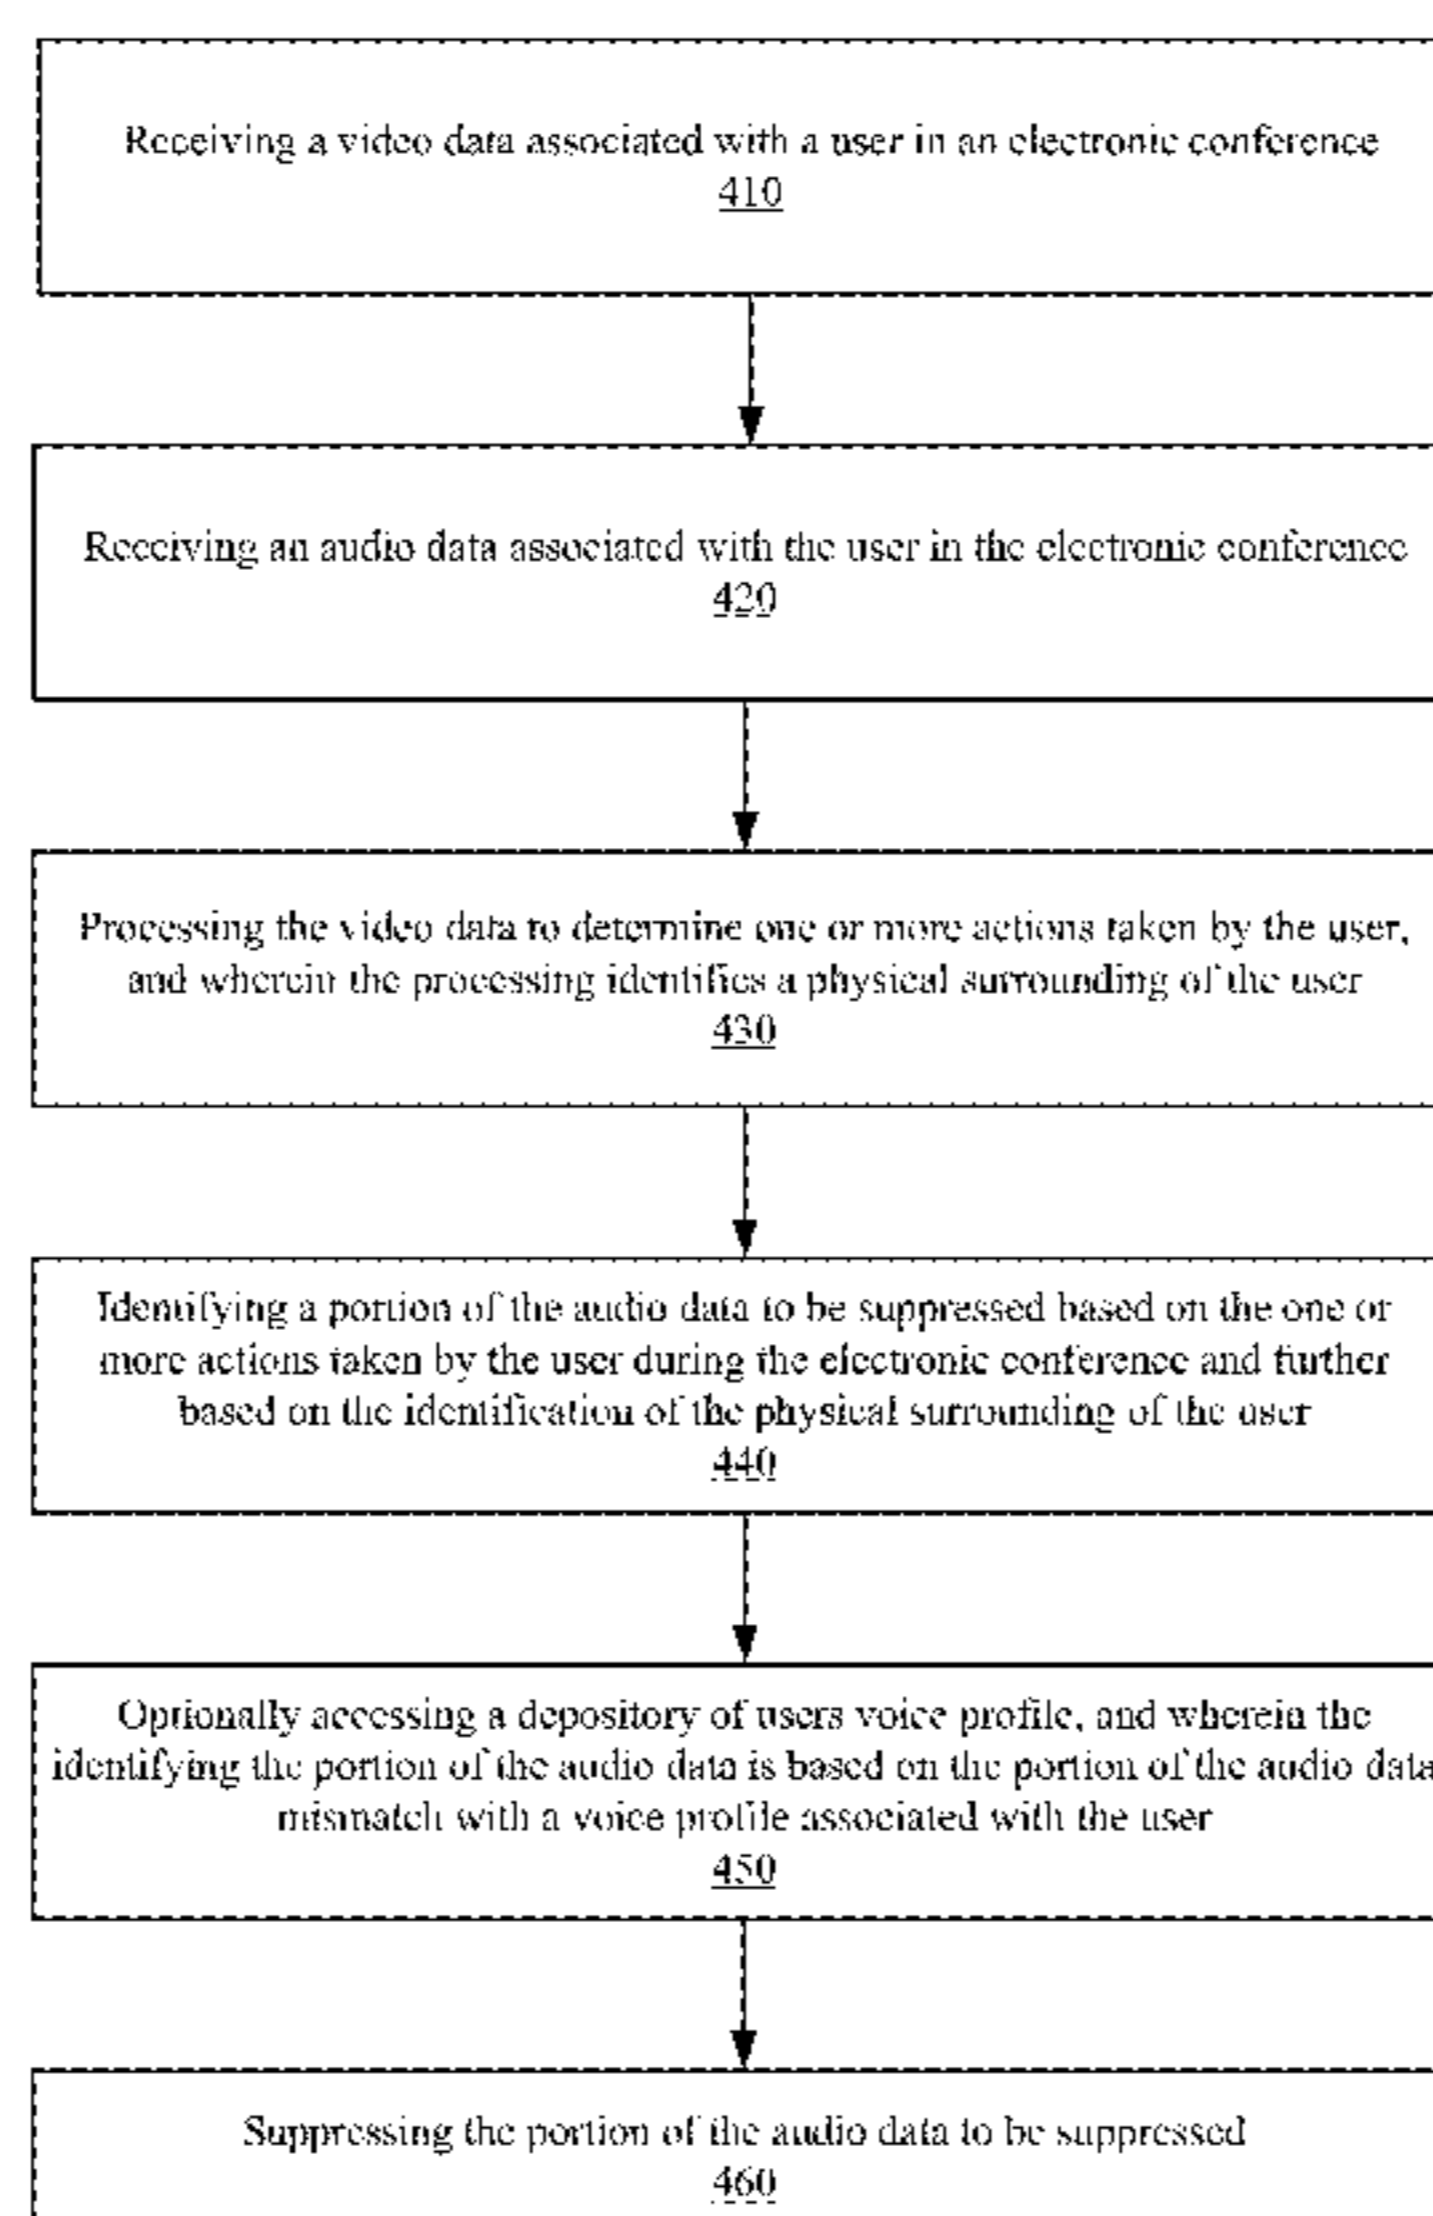 Receiving a video data associated with a user in an electronic conference
410
Receiving an audio data associated with the user in the electronic conference
420
Processing the video data to determine one or more actions taken by the user,
and wherein the processing identifies a physical surrounding of the user
430
Identifying a portion of the audio data to be suppressed based on the one or
more actions taken by the user during the electronic conference and further
based on the identification of the physical surrounding of the user
440
Optionally accessing a depository of users voice profile, and wherein the
identifying the portion of the audio data is based on the portion of the audio data
mismatch with a voice profile associated with the user
450
Suppressing the portion of the audio data to be suppressed
460